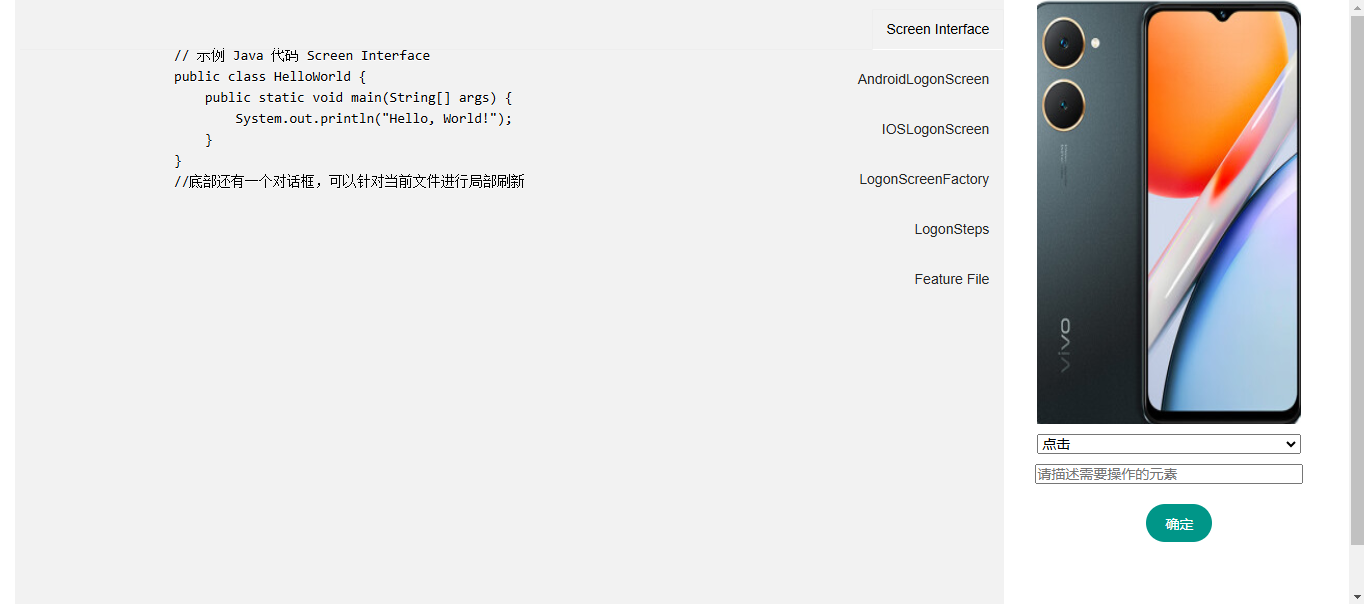 // 示例 Java 代码 Screen Interface
public class HelloWorld {
    public static void main(String[] args) {
        System.out.println("Hello, World!");
    }
}
//底部还有一个对话框，可以针对当前文件进行局部刷新
Screen Interface
AndroidLogonScreen
IOSLogonScreen
LogonScreenFactory
LogonSteps
Feature File
vivo
点击
请描述需要操作的元素
确定